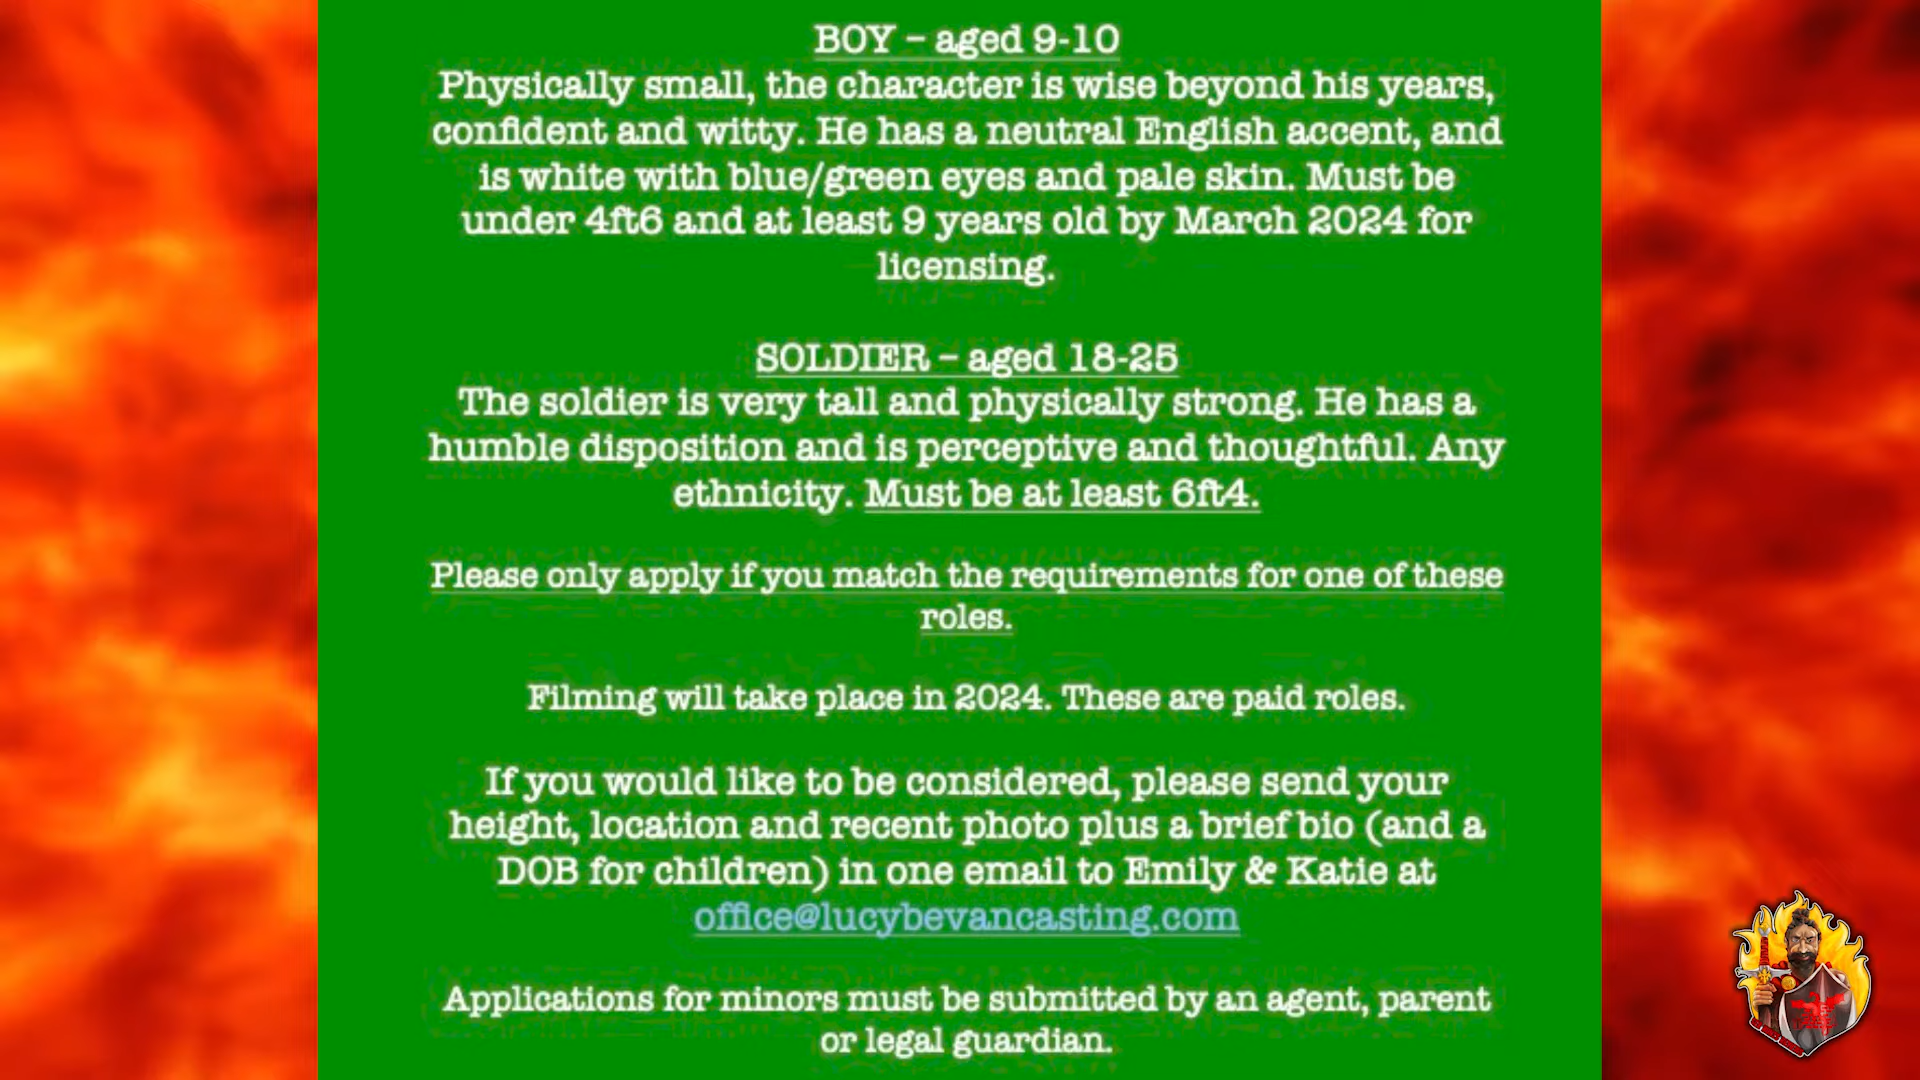 BOY – aged 9-10
Physically small, the character is wise beyond his years,
confident and witty. He has a neutral English accent, and
is white with blue/green eyes and pale skin. Must be
under 4ft6 and at least 9 years old by March 2024 for
licensing.
SOLDIER – aged 18-25
The soldier is very tall and physically strong. He has a
humble disposition and is perceptive and thoughtful. Any
ethnicity. Must be at least 6ft4.
Please only apply if you match the requirements for one of these
roles.
Filming will take place in 2024. These are paid roles.
If you would like to be considered, please send your
height, location and recent photo plus a brief bio (and a
DOB for children) in one email to Emily & Katie at
office@lucybevancasting.com
Applications for minors must be submitted by an agent, parent
or legal guardian.